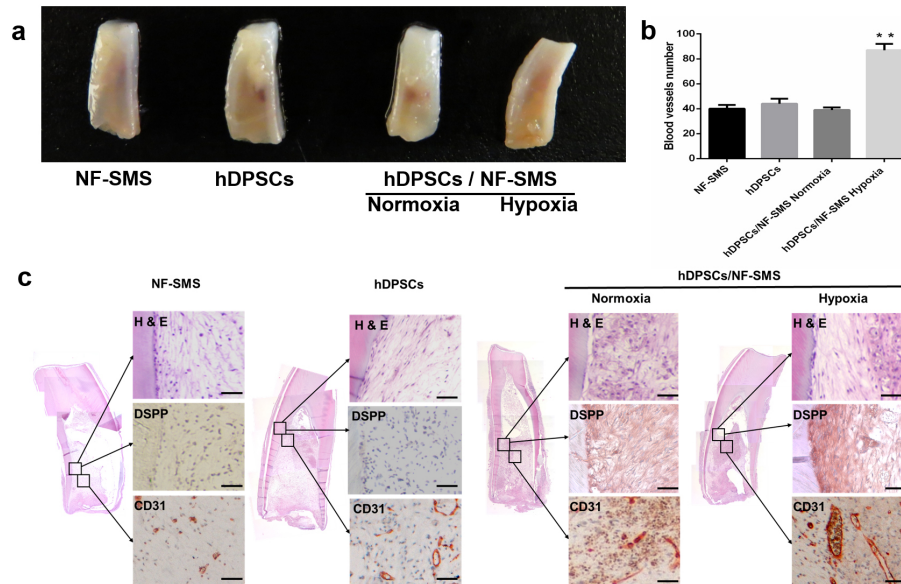 a
NF-SMS
hDPSCs
hDPSCs / NF-SMS
Normoxia
Hypoxia
b
Blood vessels number
100
80
60
40
20
0
**
NF-SMS
hDPSCs
hDPSCs/NF-SMS Normoxia
hDPSCs/NF-SMS Hypoxia
c
NF-SMS
H & E
DSPP
CD31
hDPSCs
H & E
DSPP
CD31
hDPSCs/NF-SMS
Normoxia
H & E
DSPP
CD31
Hypoxia
H & E
DSPP
CD31